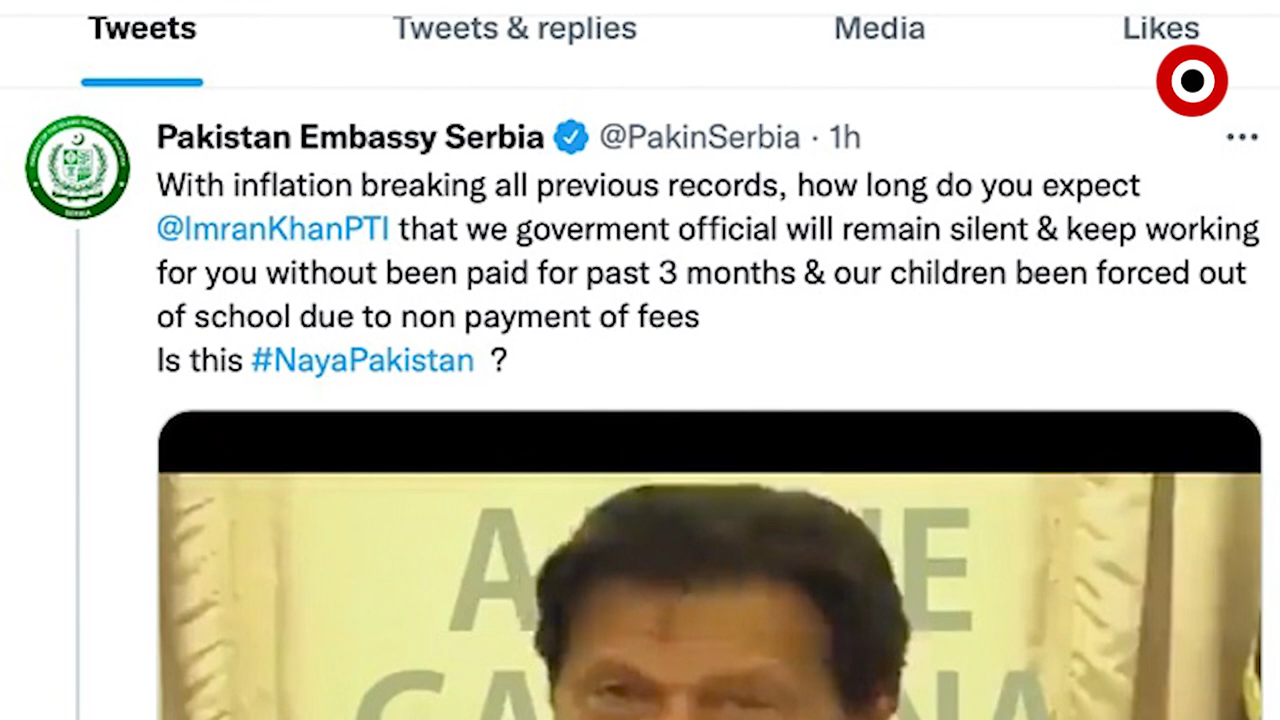 Tweets Tweets & replies Media Likes
Pakistan Embassy Serbia @PakinSerbia · 1h
With inflation breaking all previous records, how long do you expect
@ImranKhanPTI that we goverment official will remain silent & keep working
for you without been paid for past 3 months & our children been forced out
of school due to non payment of fees
Is this #NayaPakistan ?
SERBIA